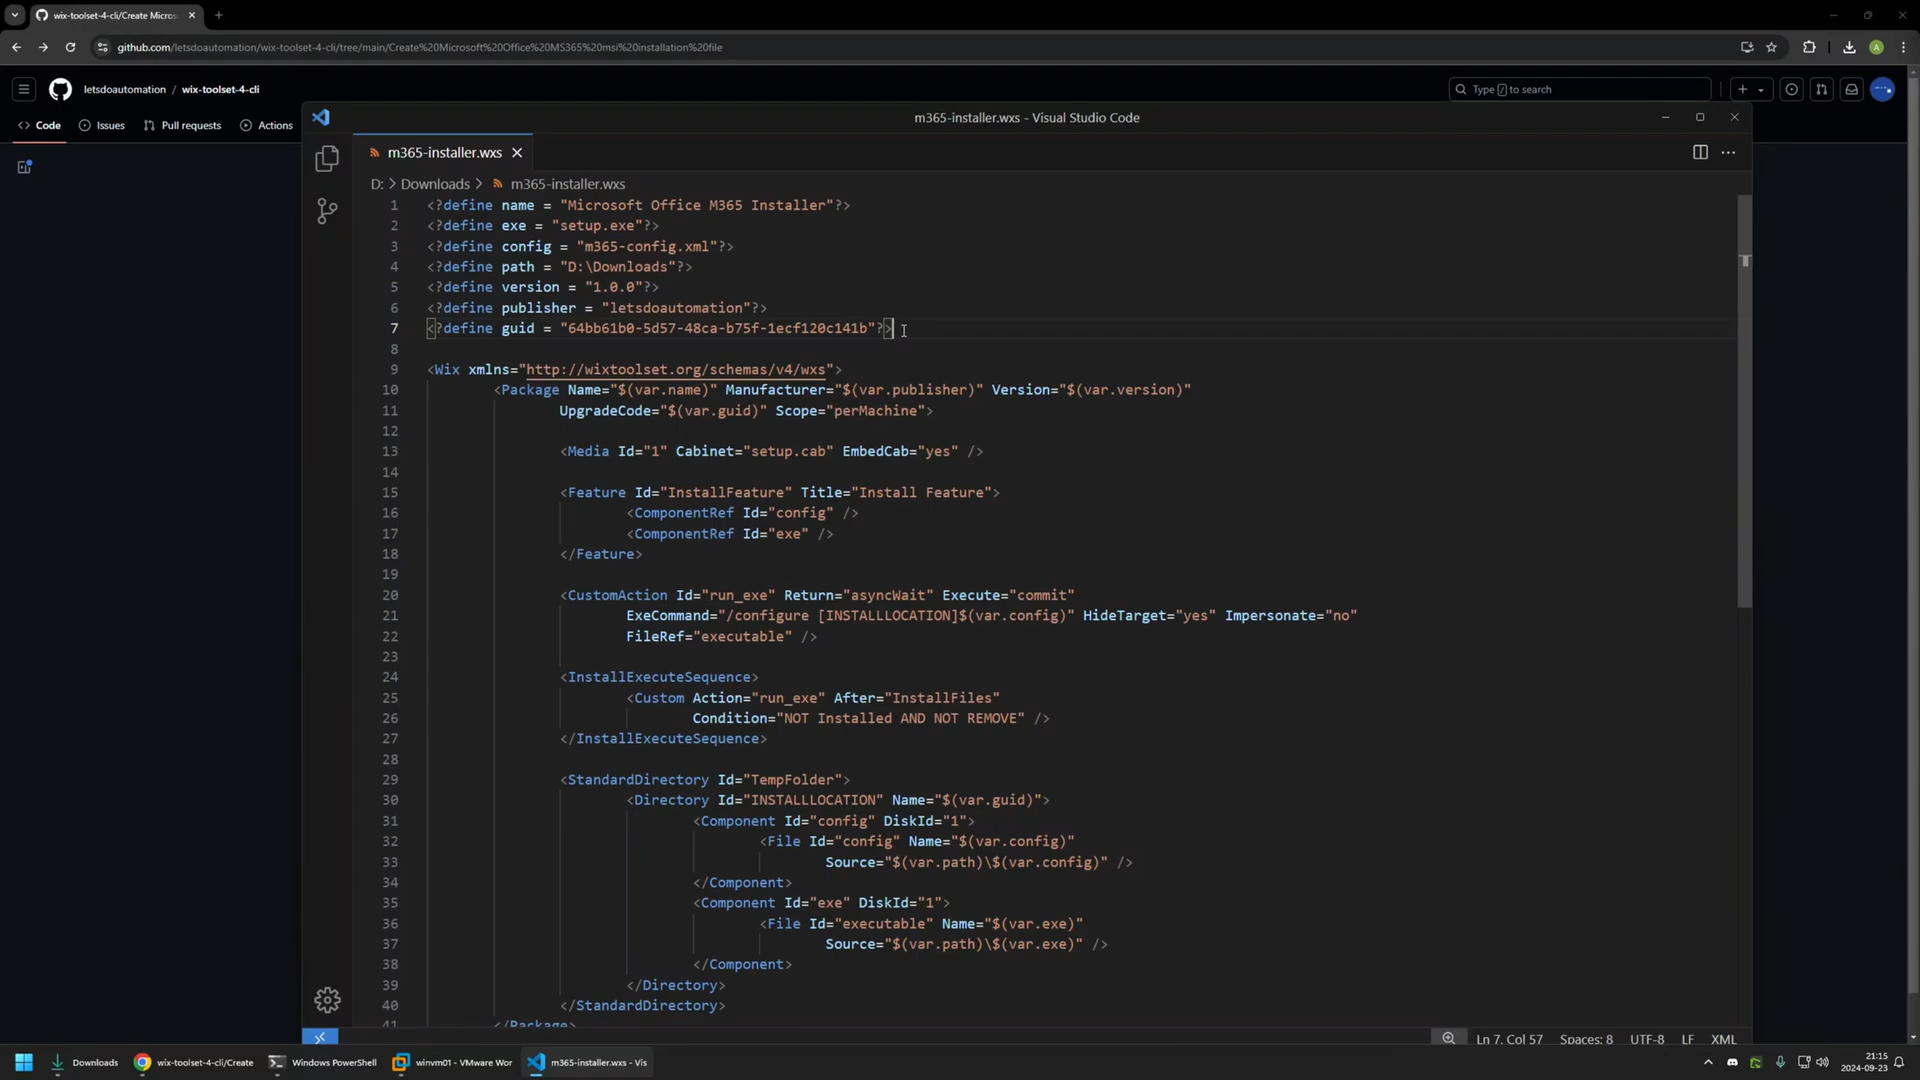 wix-toolset-4-cli/Create Micros
github.com/letsdoautomation/wix-toolset-4-cli/tree/main/Create%20Microsoft%20Office%20MS365%20msi%20installation%20file
A
letsdoautomation / wix-toolset-4-cli
Type / to search
Code
Issues
Pull requests
Actions
m365-installer.wxs - Visual Studio Code
m365-installer.wxs
D: > Downloads > m365-installer.wxs
1 <?define name = "Microsoft Office M365 Installer"?>
2 <?define exe = "setup.exe"?>
3 <?define config = "m365-config.xml"?>
4 <?define path = "D:\Downloads"?>
5 <?define version = "1.0.0"?>
6 <?define publisher = "letsdoautomation"?>
7 <?define guid = "64bb61b0-5d57-48ca-b75f-1ecf120c141b"?>
8
9 <Wix xmlns="http://wixtoolset.org/schemas/v4/wxs">
10 <Package Name="$(var.name)" Manufacturer="$(var.publisher)" Version="$(var.version)"
11 UpgradeCode="$(var.guid)" Scope="perMachine">
12
13 <Media Id="1" Cabinet="setup.cab" EmbedCab="yes" />
14
15 <Feature Id="InstallFeature" Title="Install Feature">
16 <ComponentRef Id="config" />
17 <ComponentRef Id="exe" />
18 </Feature>
19
20 <CustomAction Id="run_exe" Return="asyncWait" Execute="commit"
21 ExeCommand="/configure [INSTALLLOCATION]$(var.config)" HideTarget="yes" Impersonate="no"
22 FileRef="executable" />
23
24 <InstallExecuteSequence>
25 <Custom Action="run_exe" After="InstallFiles"
26 Condition="NOT Installed AND NOT REMOVE" />
27 </InstallExecuteSequence>
28
29 <StandardDirectory Id="TempFolder">
30 <Directory Id="INSTALLLOCATION" Name="$(var.guid)">
31 <Component Id="config" DiskId="1">
32 <File Id="config" Name="$(var.config)"
33 Source="$(var.path)\$(var.config)" />
34 </Component>
35 <Component Id="exe" DiskId="1">
36 <File Id="executable" Name="$(var.exe)"
37 Source="$(var.path)\$(var.exe)" />
38 </Component>
39 </Directory>
40 </StandardDirectory>
41 </Package>
Ln 7, Col 57 Spaces: 8 UTF-8 LF XML
Downloads
wix-toolset-4-cli/Create
Windows PowerShell
winvm01 - VMware Wor
m365-installer.wxs - Vis
21:15
2024-09-23